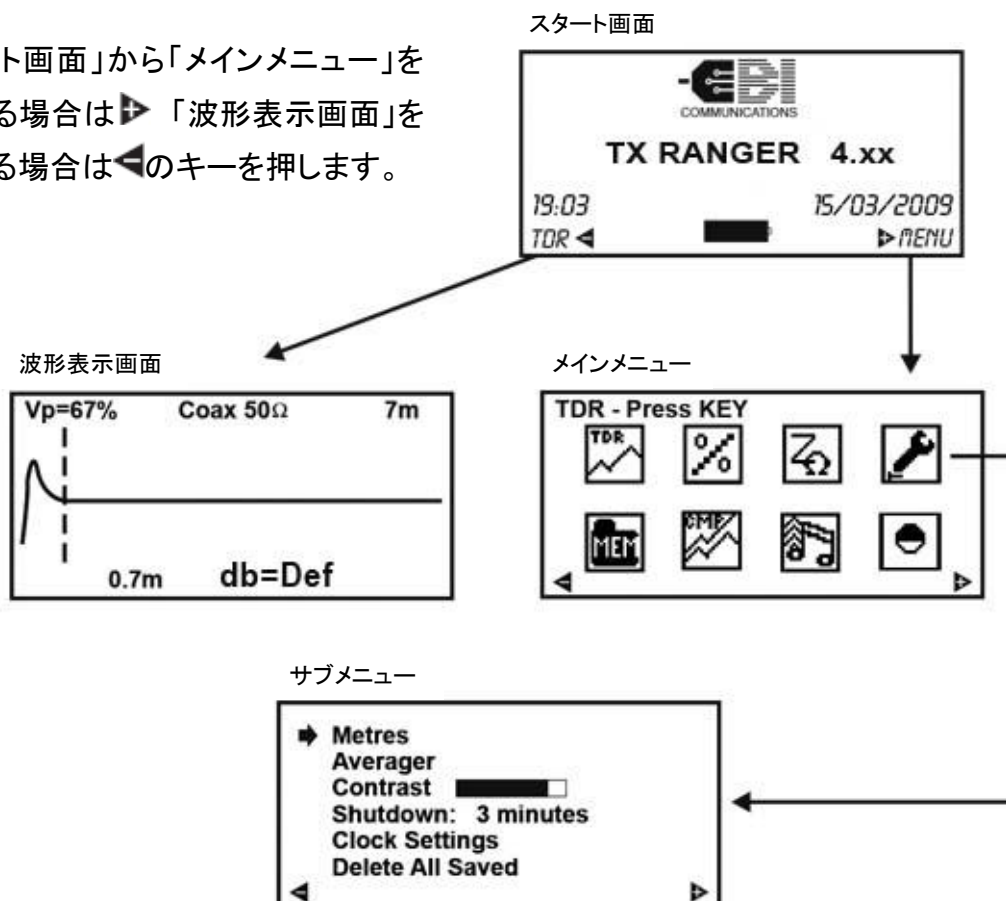 スタート画面
ト画面」から「メインメニュー」を
る場合は 「波形表示画面」を
る場合は のキーを押します。
EBI
COMMUNICATIONS
TX RANGER 4.xx
19:03 15/03/2009
TDR MENU
波形表示画面
Vp=67% Coax 50Ω 7m
0.7m db=Def
メインメニュー
TDR - Press KEY
TDR % ZΩ
MEM CMP
サブメニュー
Metres
Averager
Contrast
Shutdown: 3 minutes
Clock Settings
Delete All Saved